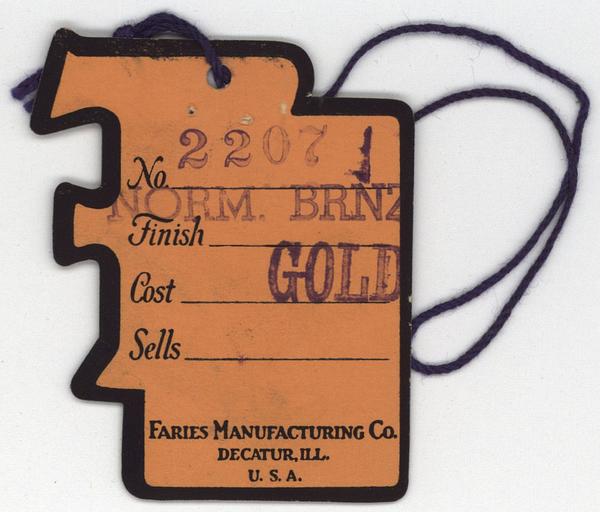 No. 2207 1
NORM. BRNZ
Finish
GOLD
Cost
Sells
FARIES MANUFACTURING CO.
DECATUR, ILL.
U. S. A.